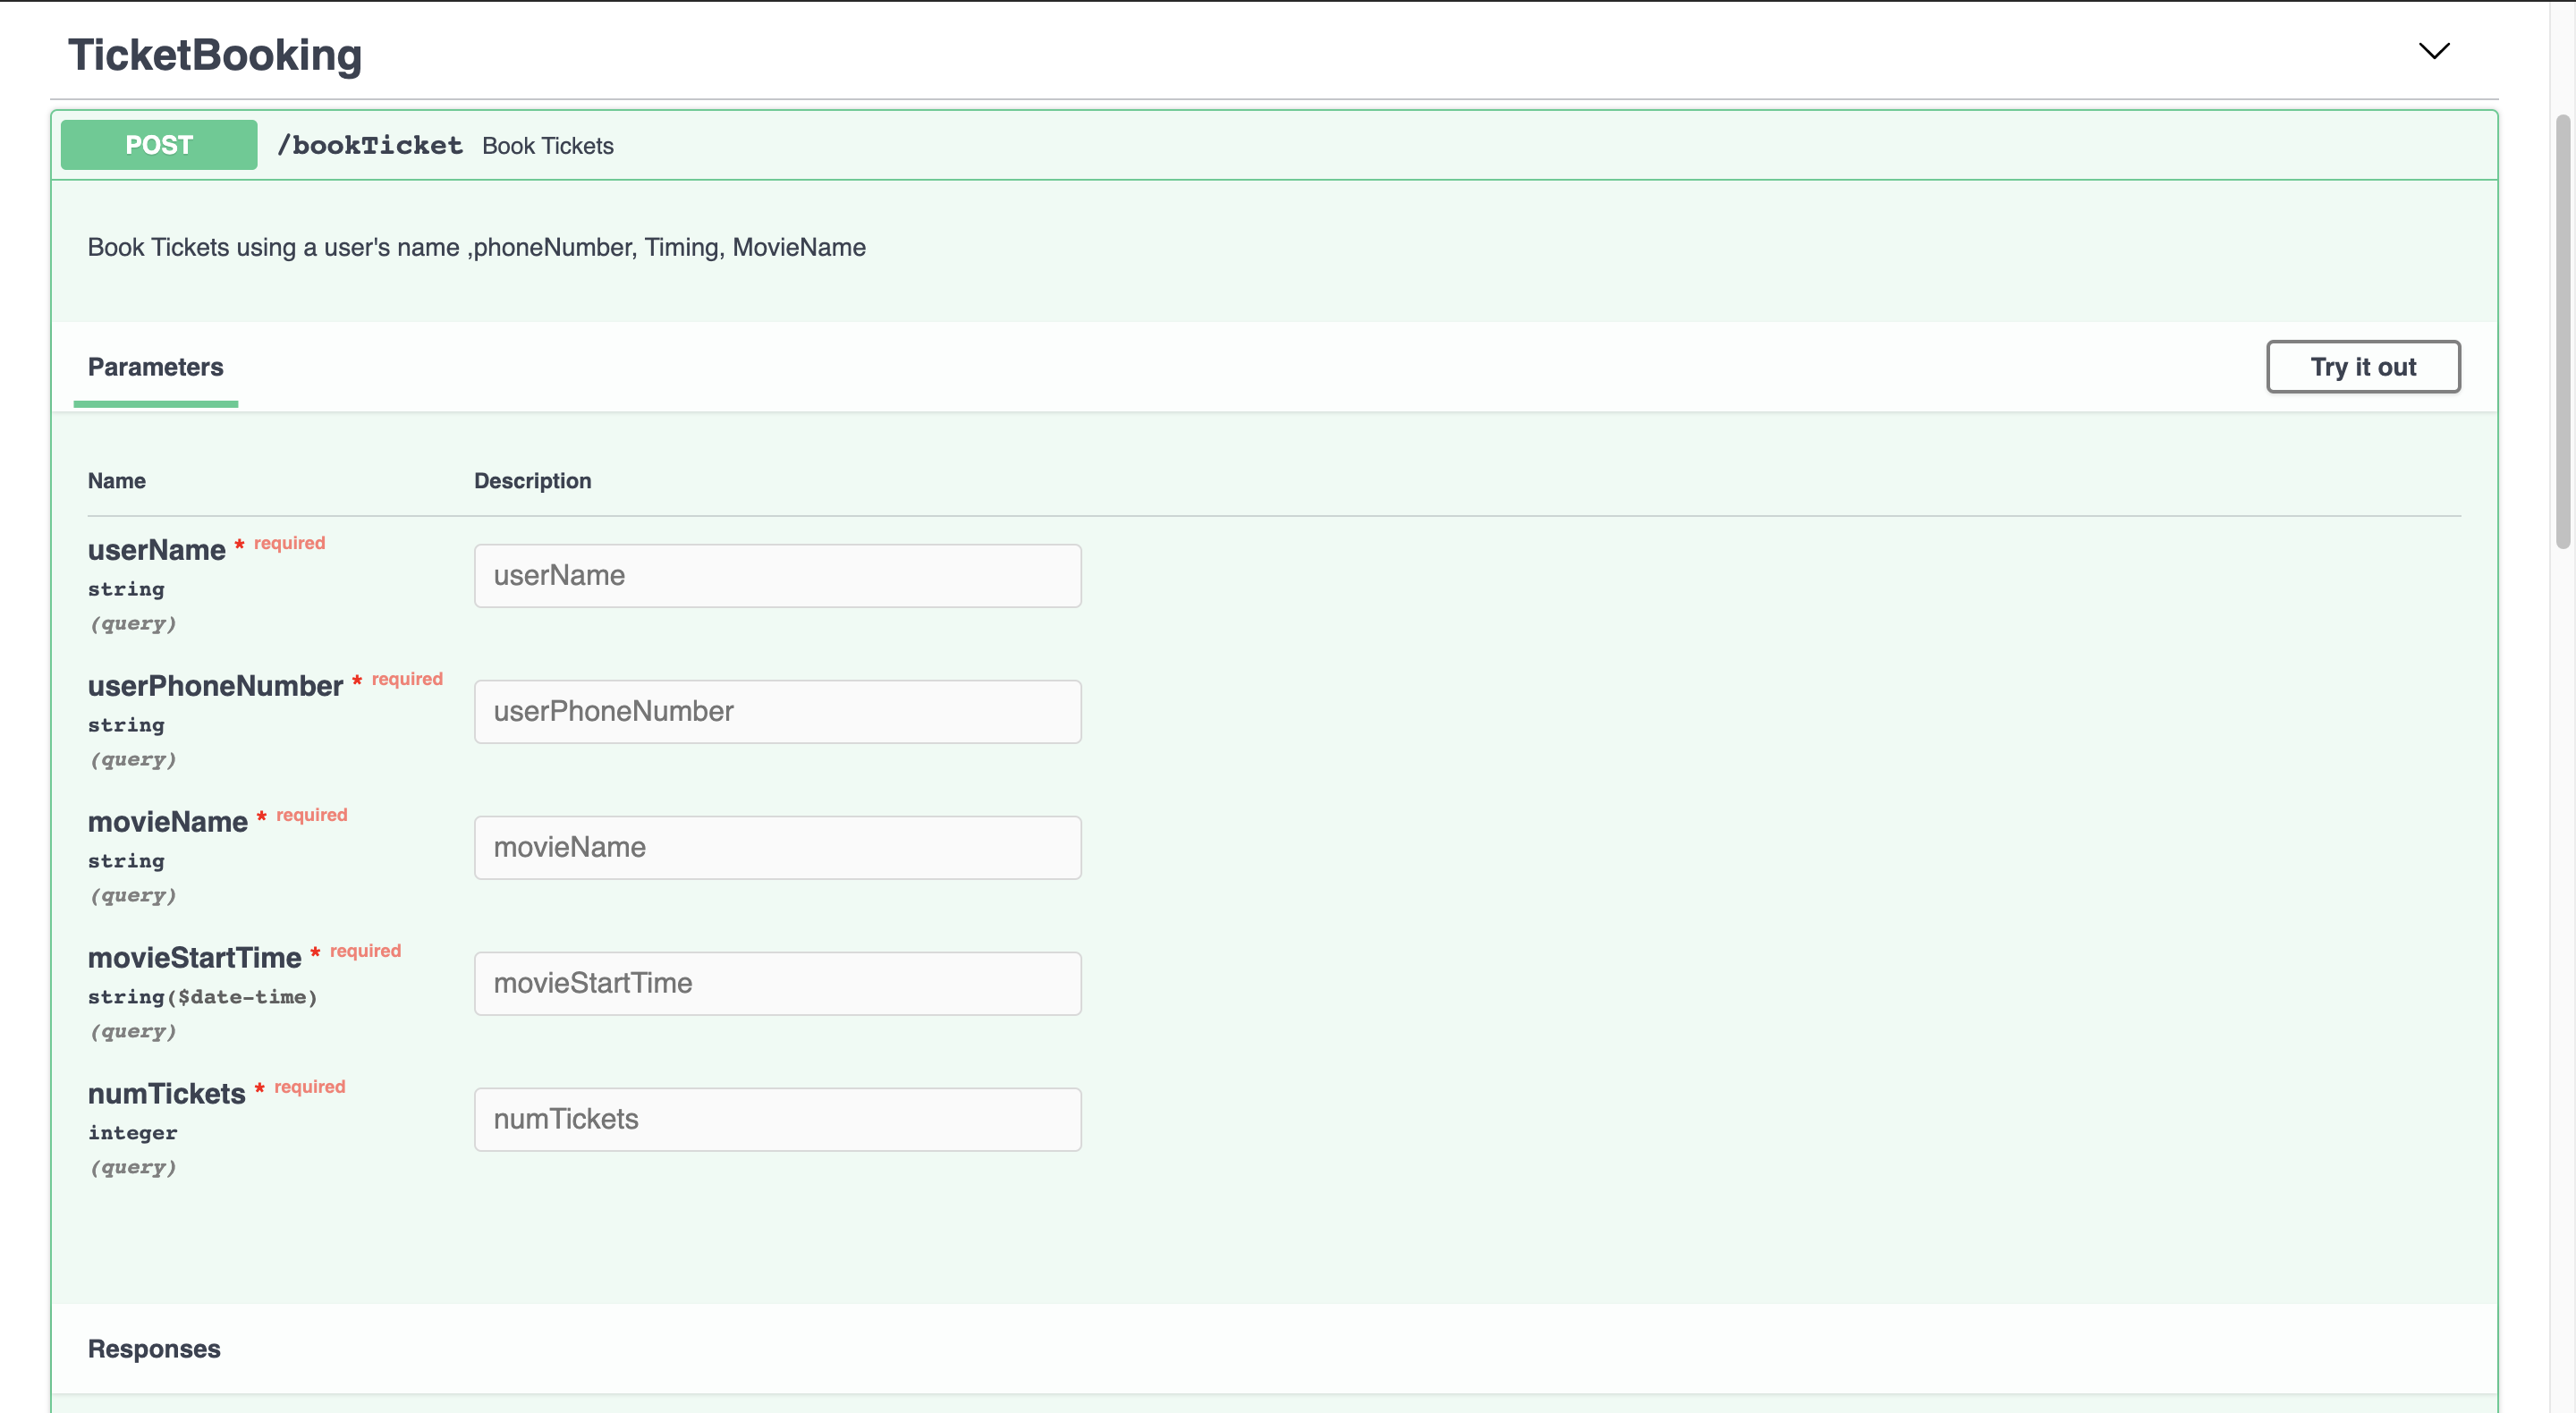 TicketBooking
POST /bookTicket Book Tickets
Book Tickets using a user's name ,phoneNumber, Timing, MovieName
Parameters
Try it out
Name Description
userName * required
string
(query)
userName
userPhoneNumber * required
string
(query)
userPhoneNumber
movieName * required
string
(query)
movieName
movieStartTime * required
string($date-time)
(query)
movieStartTime
numTickets * required
integer
(query)
numTickets
Responses